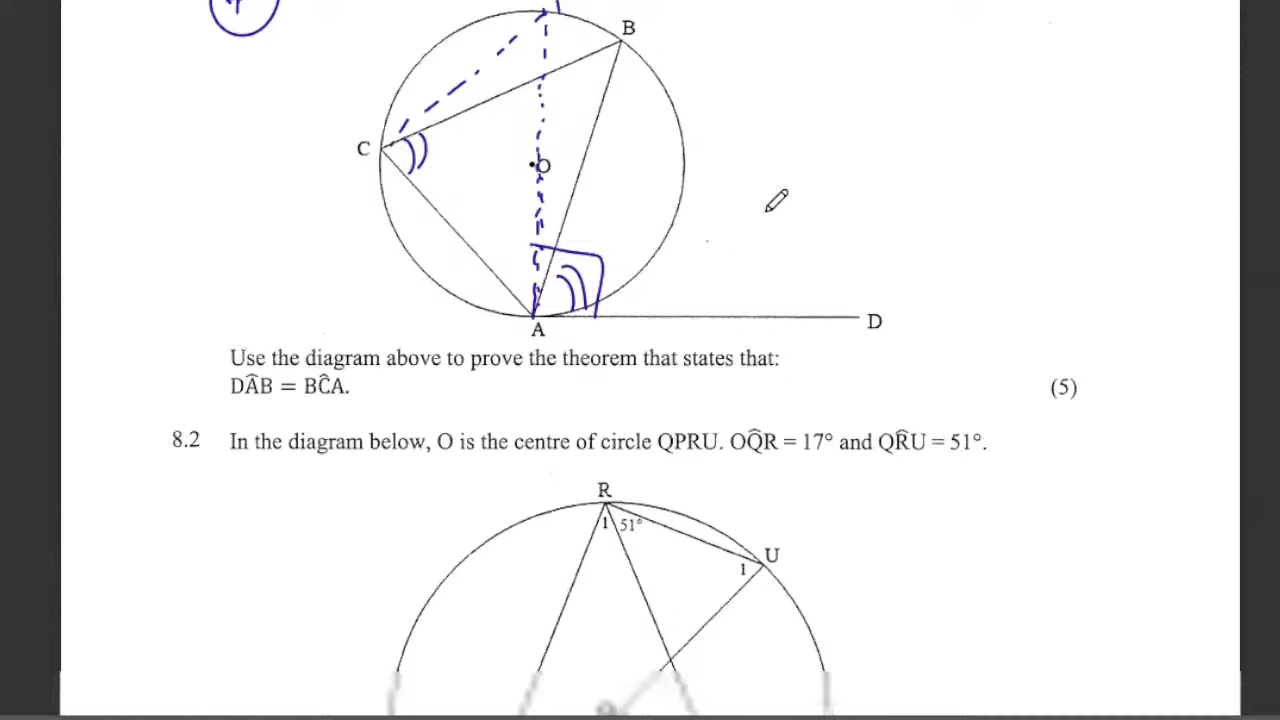 B
C
O
A
D
Use the diagram above to prove the theorem that states that:
DÂB = BĈA.
(5)
8.2 In the diagram below, O is the centre of circle QPRU. OQ̂R = 17° and QR̂U = 51°.
R
1 51°
U
1